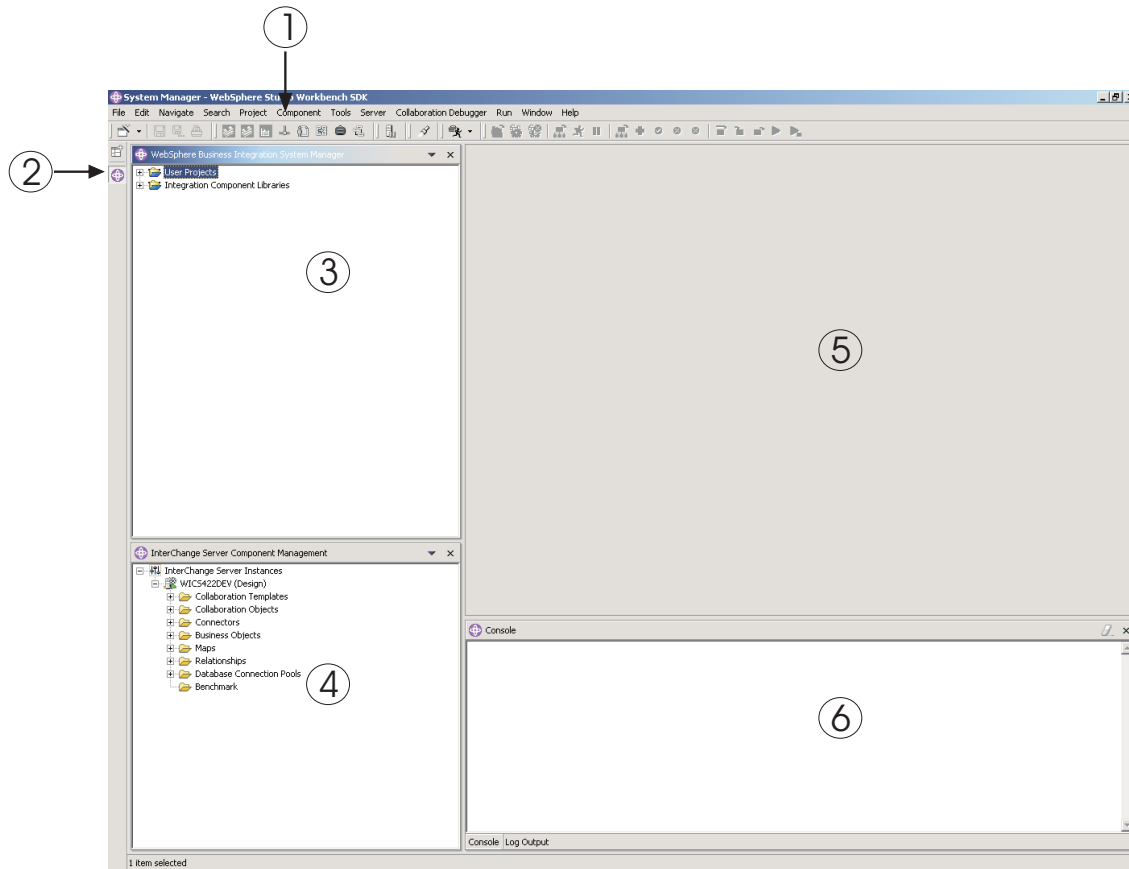 1
System Manager - WebSphere Studio Workbench SDK
File Edit Navigate Search Project Component Tools Server Collaboration Debugger Run Window Help
2
WebSphere Business Integration System Manager
User Projects
Integration Component Libraries
3
5
InterChange Server Component Management
InterChange Server Instances
WICS422DEV (Design)
Collaboration Templates
Collaboration Objects
Connectors
Business Objects
Maps
Relationships
Database Connection Pools
Benchmark
4
Console
6
Console Log Output
1 item selected